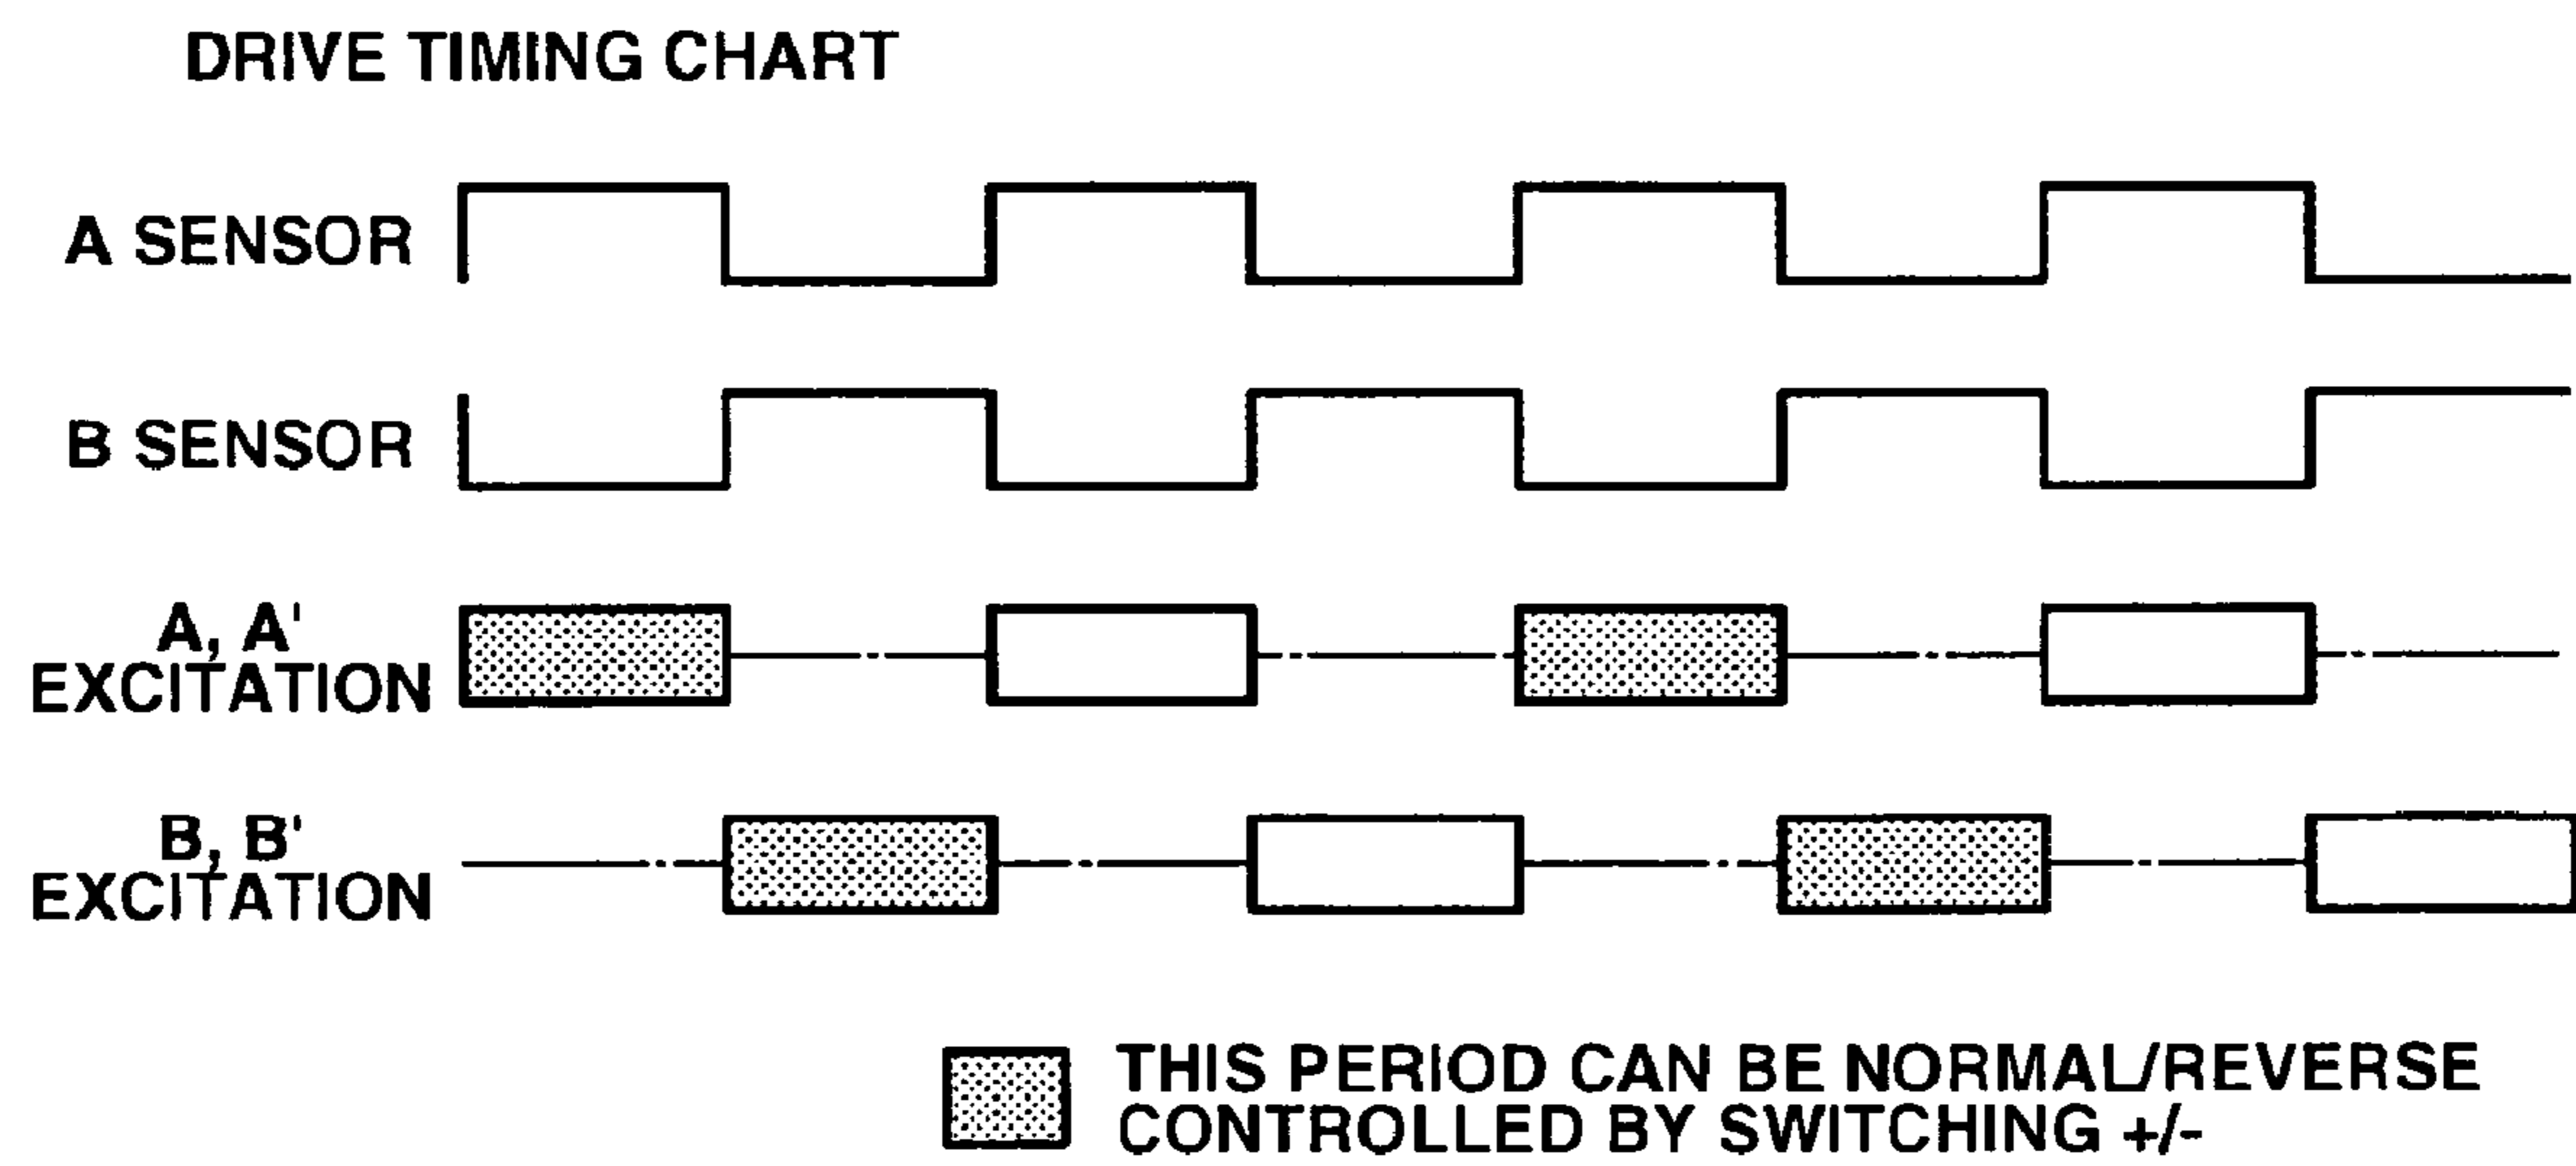 DRIVE TIMING CHART
A SENSOR
B SENSOR
A, A'
EXCITATION
B, B'
EXCITATION
THIS PERIOD CAN BE NORMAL/REVERSE
CONTROLLED BY SWITCHING +/-